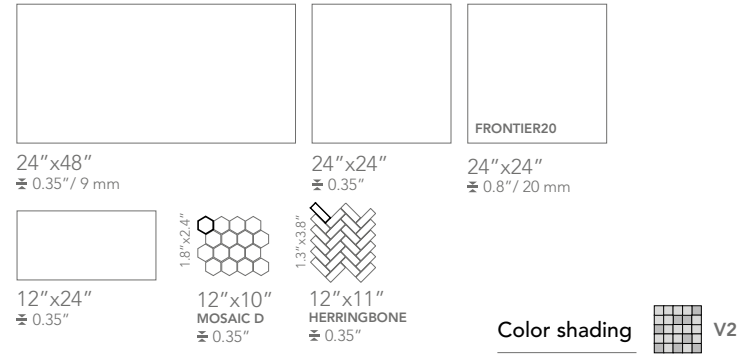 FRONTIER20
24"x48"
0.35"/ 9 mm
24"x24"
0.35"
24"x24"
0.8"/ 20 mm
12"x24"
0.35"
1.8"x2.4"
12"x10"
MOSAIC D
0.35"
1.3"x3.8"
12"x11"
HERRINGBONE
0.35"
Color shading
V2